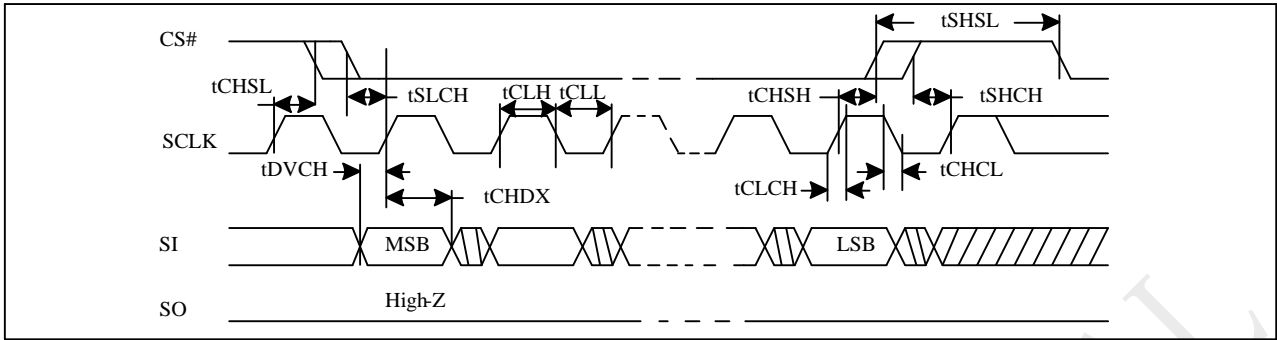 tSHSL
CS#
tCHSL
tSLCH
tCLH
tCLL
tCHSH
tSHCH
SCLK
tDVCH
tCHDX
tCLCH
tCHCL
SI
MSB
LSB
High-Z
SO